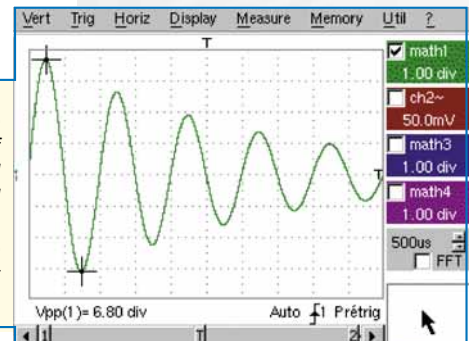 Vert Trig Horiz Display Measure Memory Util ?
T
math1
1.00 div
ch2~
50.0mV
math3
1.00 div
T
math4
1.00 div
500us
FFT
Vpp(1)= 6.80 div Auto 1 Prétrig
1 T 2